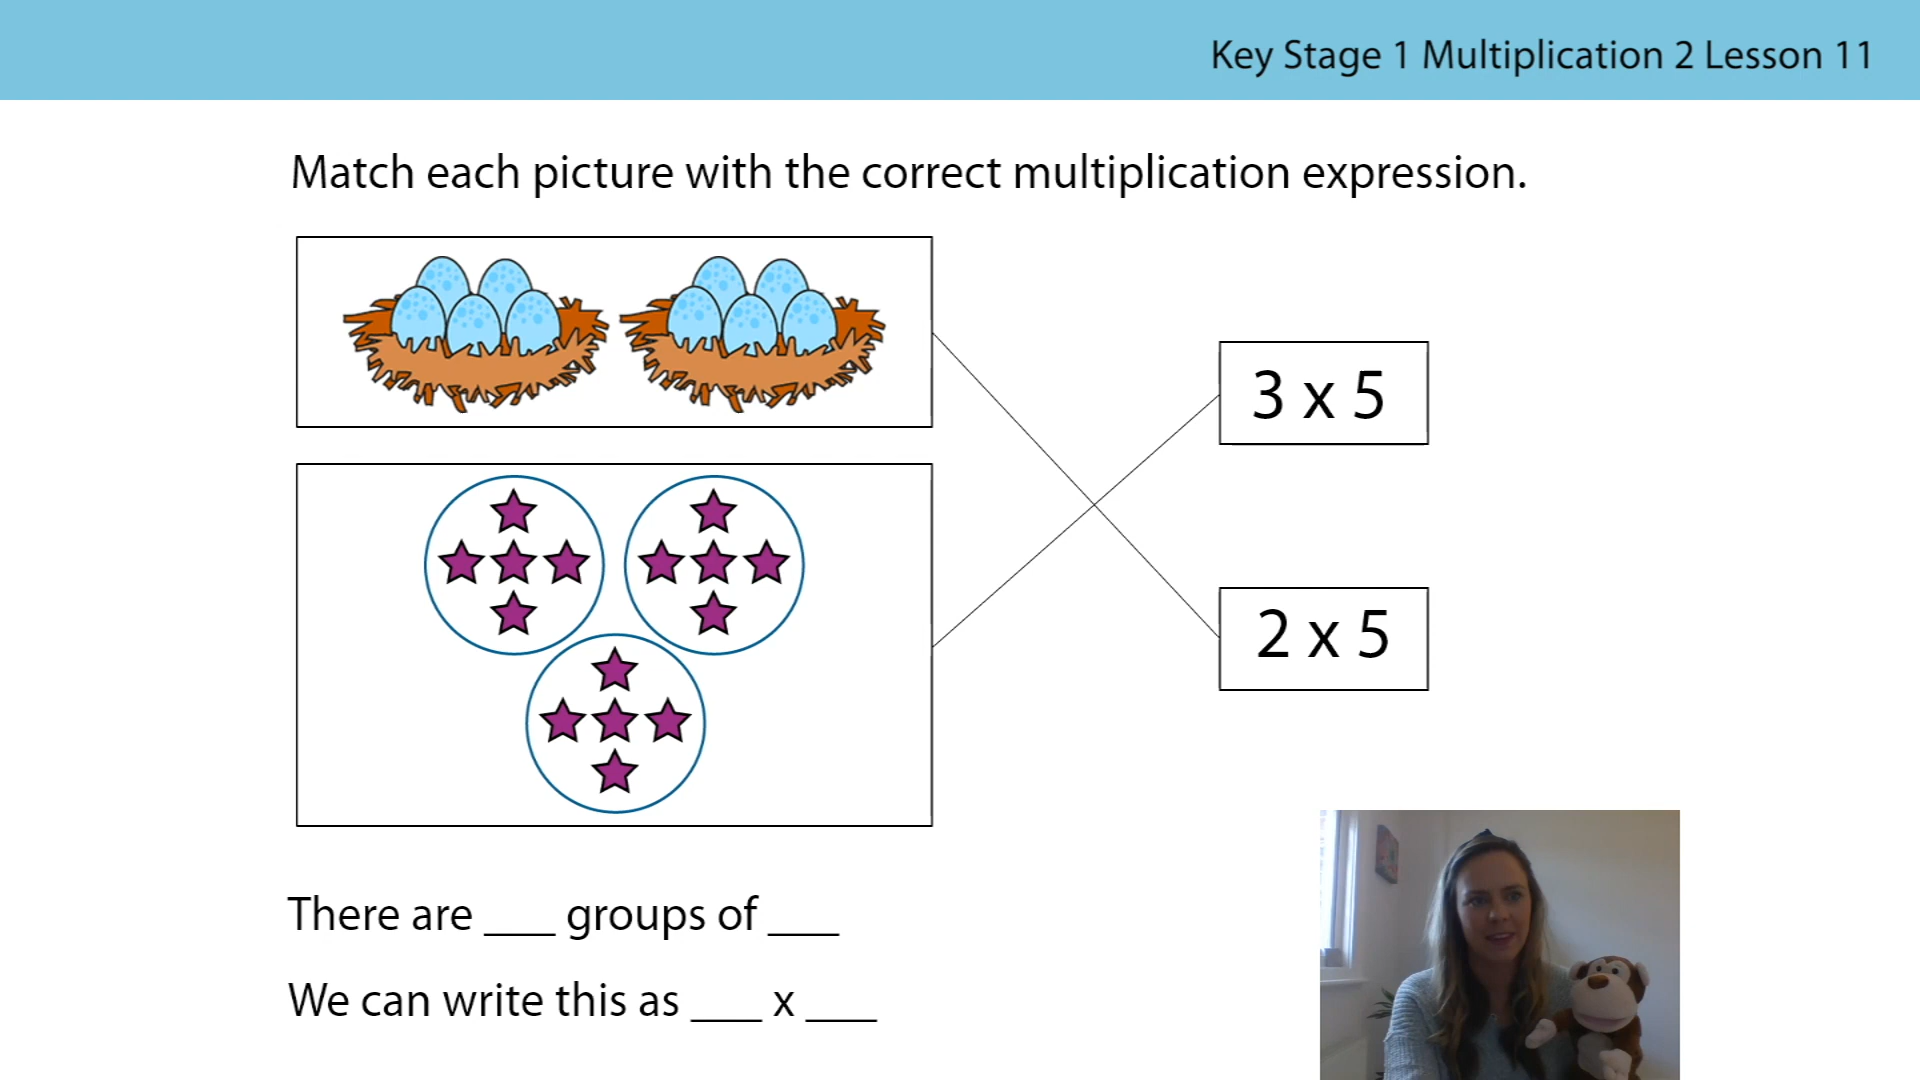 Key Stage 1 Multiplication 2 Lesson 11
Match each picture with the correct multiplication expression.
3 x 5
2 x 5
There are ___ groups of ___
We can write this as ___ x ___